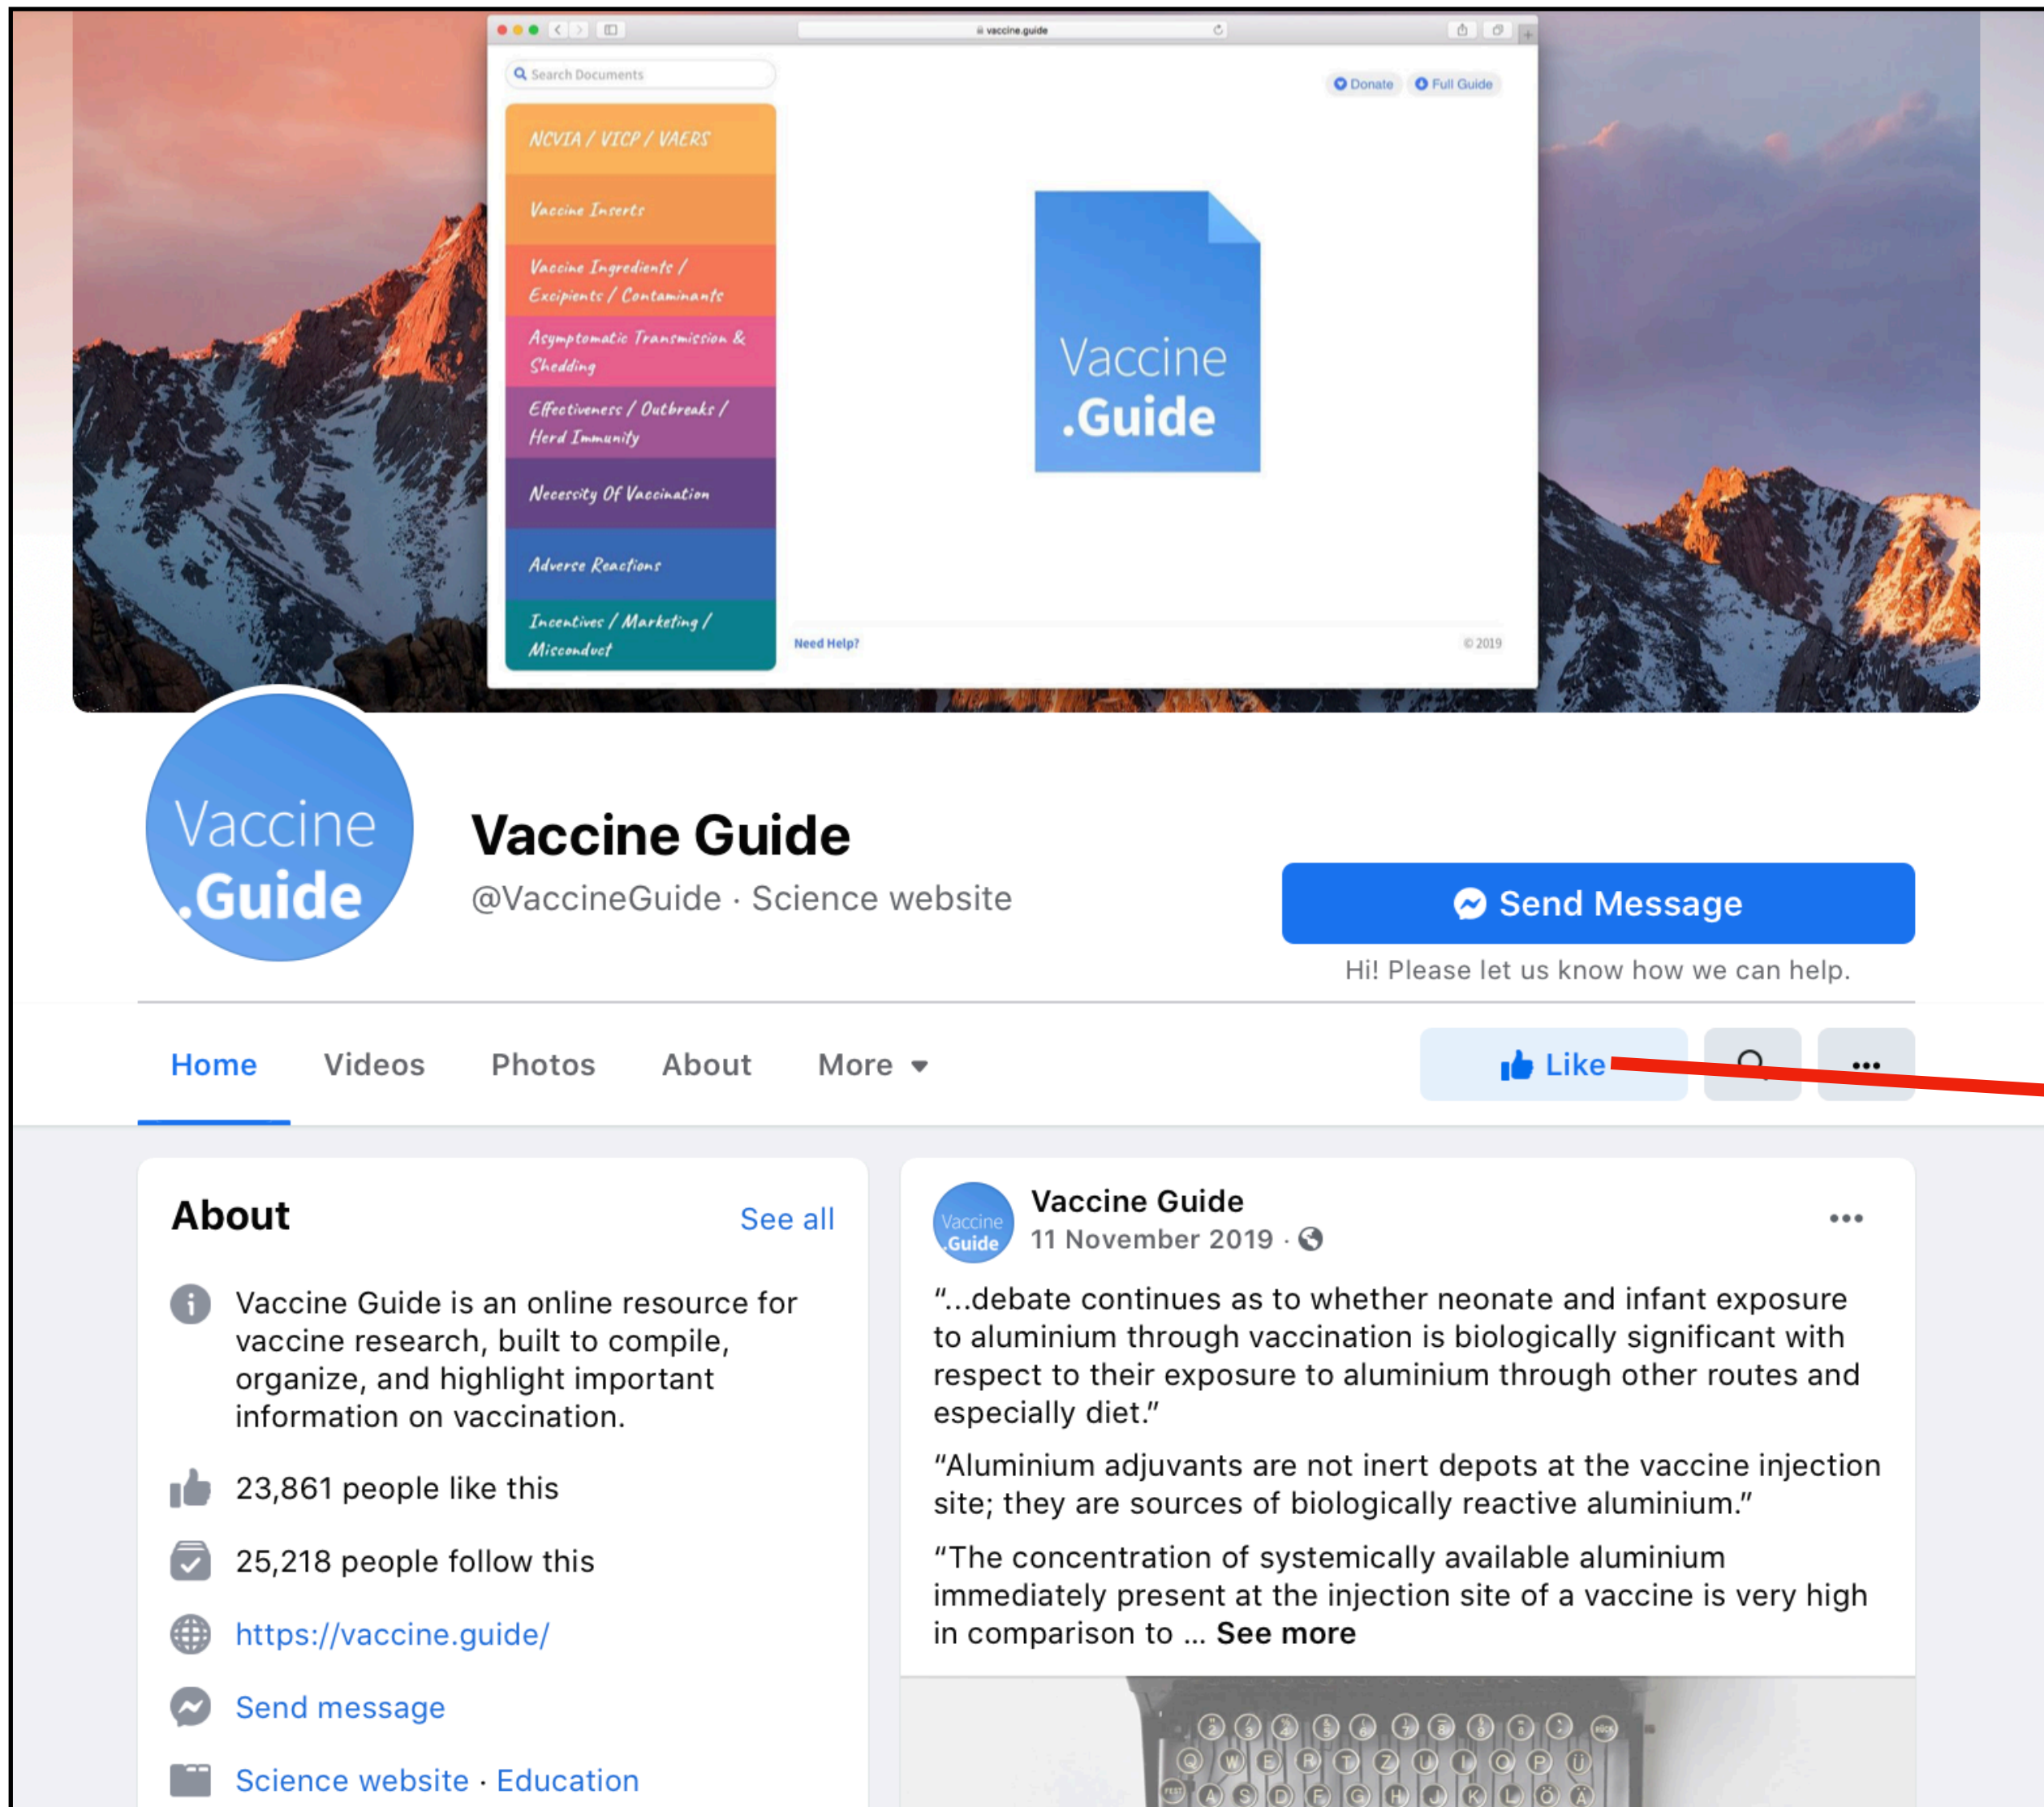 vaccine.guide
Search Documents
Donate
Full Guide
NCVIA / VICP / VAERS
Vaccine Inserts
Vaccine Ingredients /
Excipients / Contaminants
Asymptomatic Transmission &
Shedding
Effectiveness / Outbreaks /
Herd Immunity
Necessity Of Vaccination
Adverse Reactions
Incentives / Marketing /
Misconduct
Vaccine
.Guide
Need Help?
© 2019
Vaccine
.Guide
Vaccine Guide
@VaccineGuide · Science website
Send Message
Hi! Please let us know how we can help.
Home
Videos
Photos
About
More
Like
About
See all
Vaccine Guide is an online resource for
vaccine research, built to compile,
organize, and highlight important
information on vaccination.
23,861 people like this
25,218 people follow this
https://vaccine.guide/
Send message
Science website · Education
Vaccine
.Guide
Vaccine Guide
11 November 2019 ·
“...debate continues as to whether neonate and infant exposure
to aluminium through vaccination is biologically significant with
respect to their exposure to aluminium through other routes and
especially diet.”
“Aluminium adjuvants are not inert depots at the vaccine injection
site; they are sources of biologically reactive aluminium.”
“The concentration of systemically available aluminium
immediately present at the injection site of a vaccine is very high
in comparison to ... See more
Q W E R T Z U I O P Ü
A S D F G H J K L Ö Ä